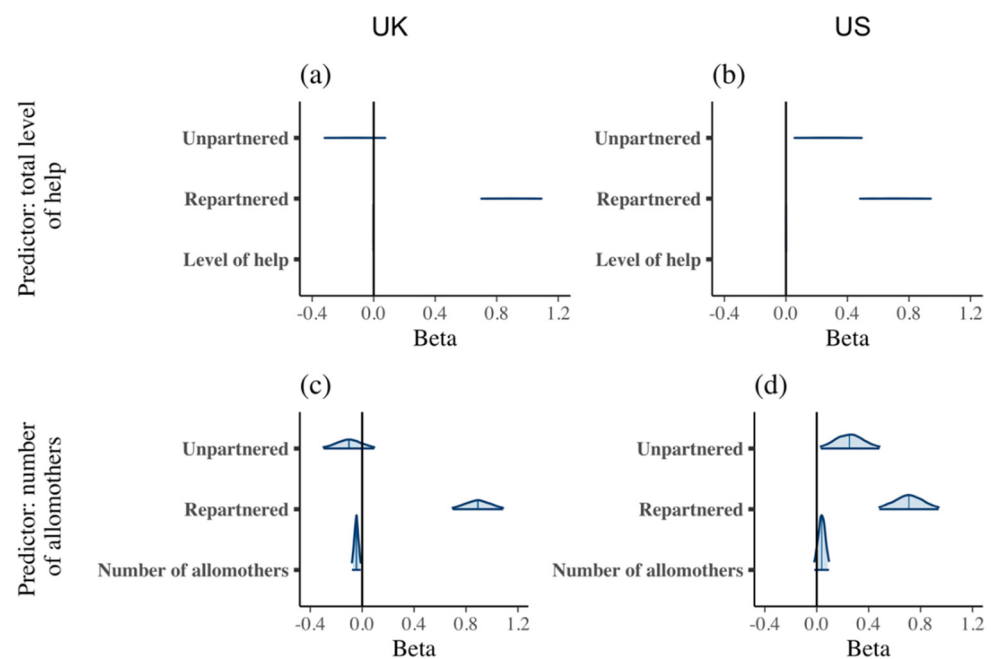 UK
US
(a)
(b)
Predictor: total level
of help
Unpartnered
Repartnered
Level of help
-0.4 0.0 0.4 0.8 1.2
Beta
Unpartnered
Repartnered
Level of help
-0.4 0.0 0.4 0.8 1.2
Beta
(c)
(d)
Predictor: number
of allomothers
Unpartnered
Repartnered
Number of allomothers
-0.4 0.0 0.4 0.8 1.2
Beta
Unpartnered
Repartnered
Number of allomothers
-0.4 0.0 0.4 0.8 1.2
Beta